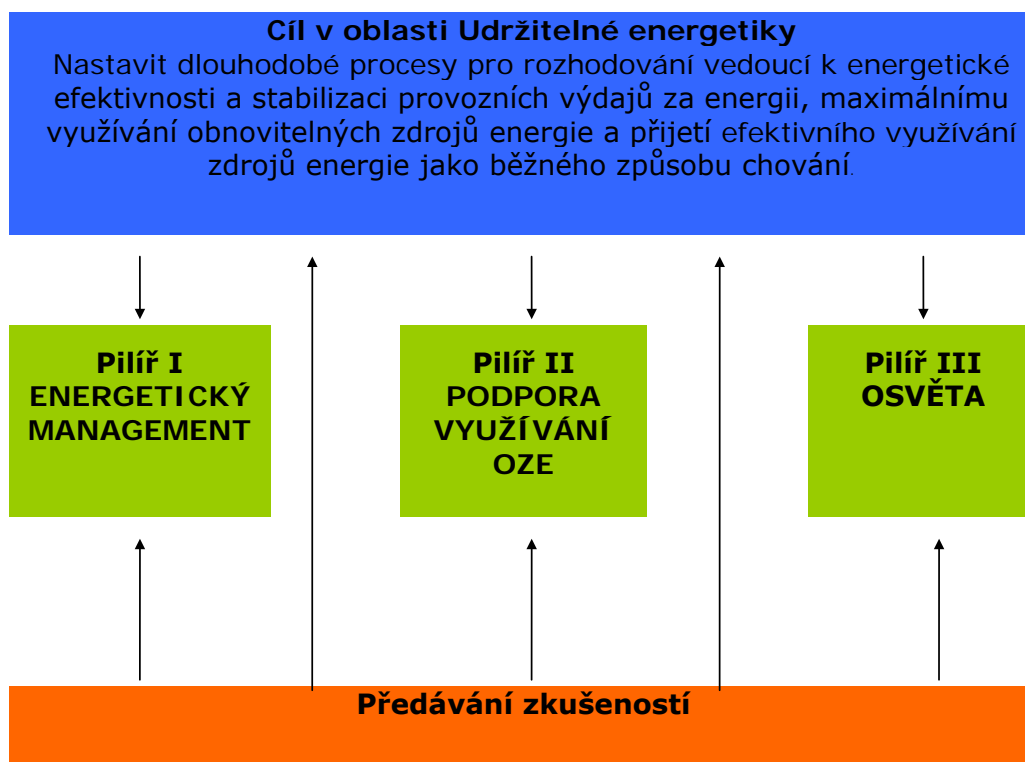 Cíl v oblasti Udržitelné energetiky
Nastavit dlouhodobé procesy pro rozhodování vedoucí k energetické
efektivnosti a stabilizaci provozních výdajů za energii, maximálnímu
využívání obnovitelných zdrojů energie a přijetí efektivního využívání
zdrojů energie jako běžného způsobu chování.
Pilíř I
ENERGETICKÝ
MANAGEMENT
Pilíř II
PODPORA
VYUŽÍVÁNÍ
OZE
Pilíř III
OSVĚTA
Předávání zkušeností